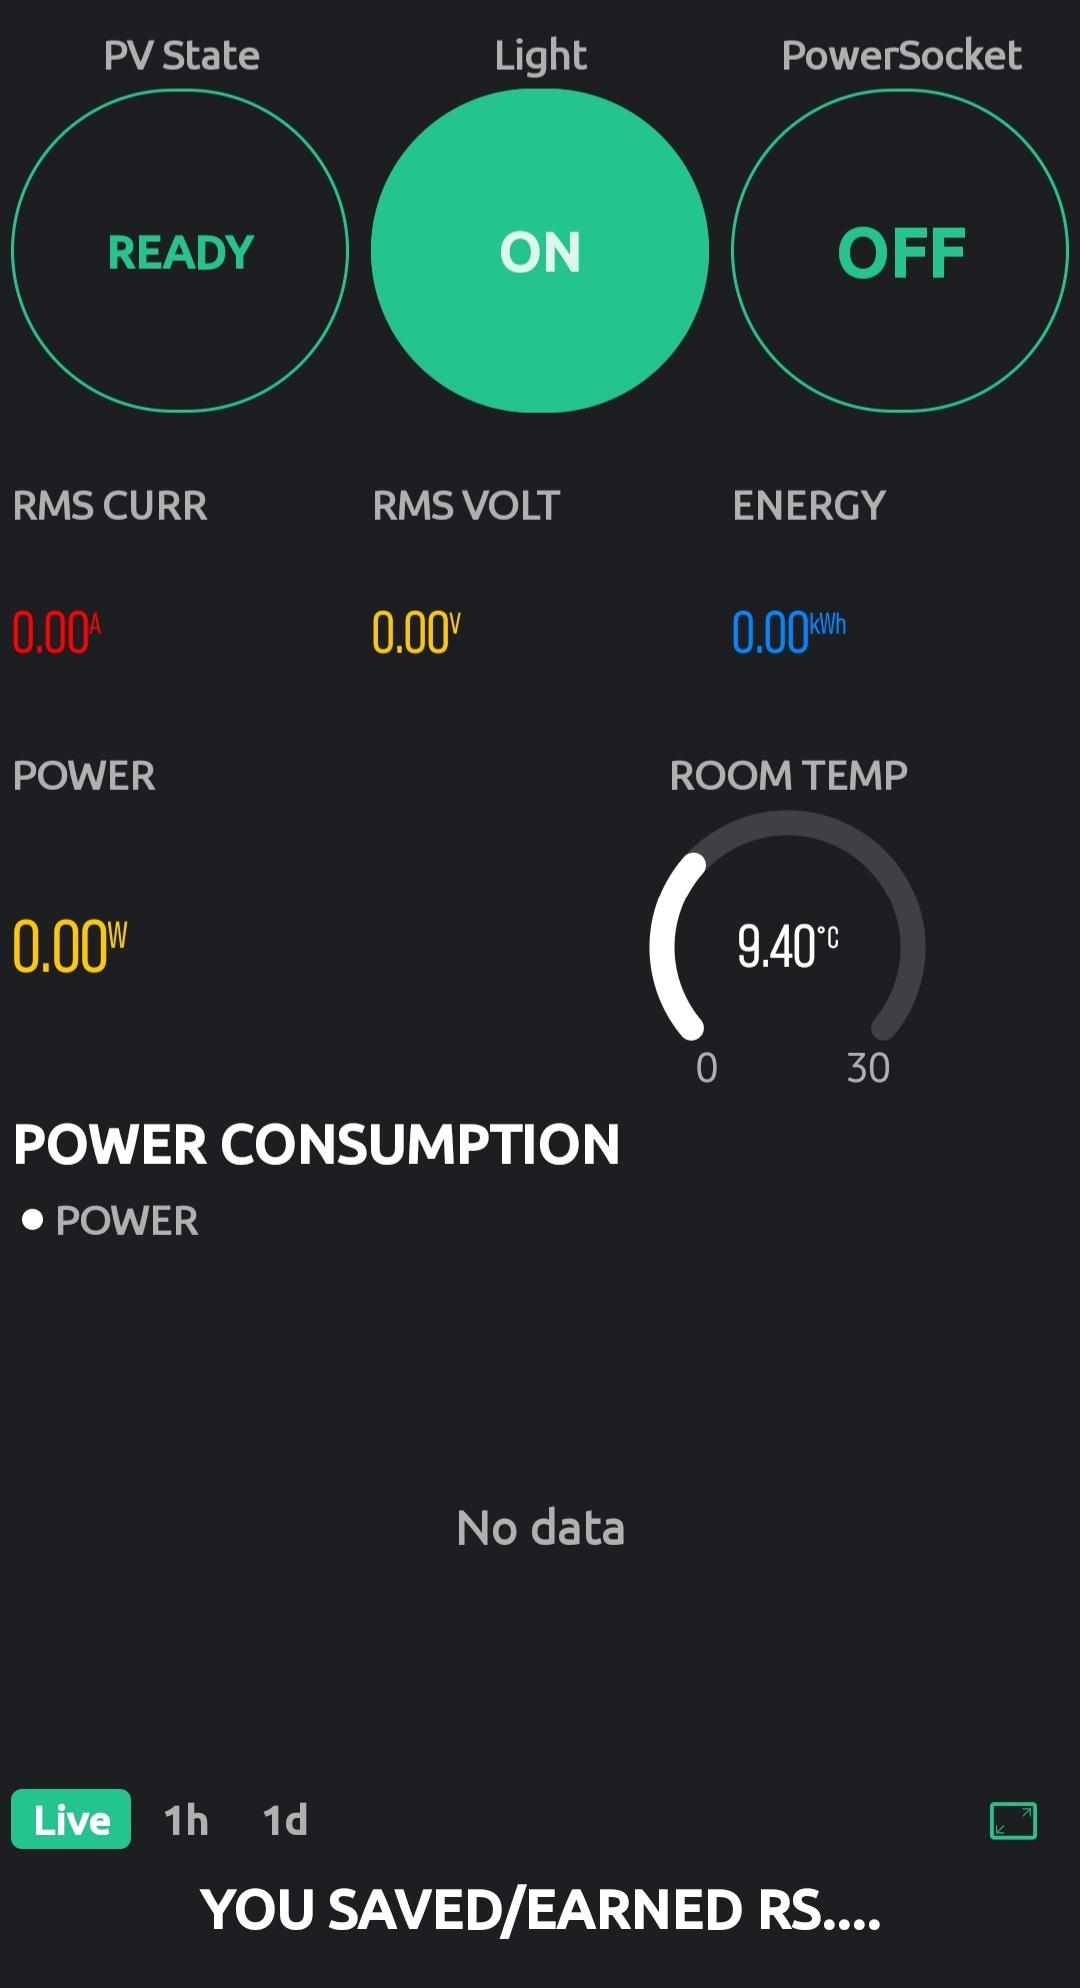 PV State Light PowerSocket
READY ON OFF
RMS CURR RMS VOLT ENERGY
0.00A 0.00V 0.00kWh
POWER ROOM TEMP
0.00W 9.40°C
0 30
POWER CONSUMPTION
POWER
No data
Live 1h 1d
YOU SAVED/EARNED RS....